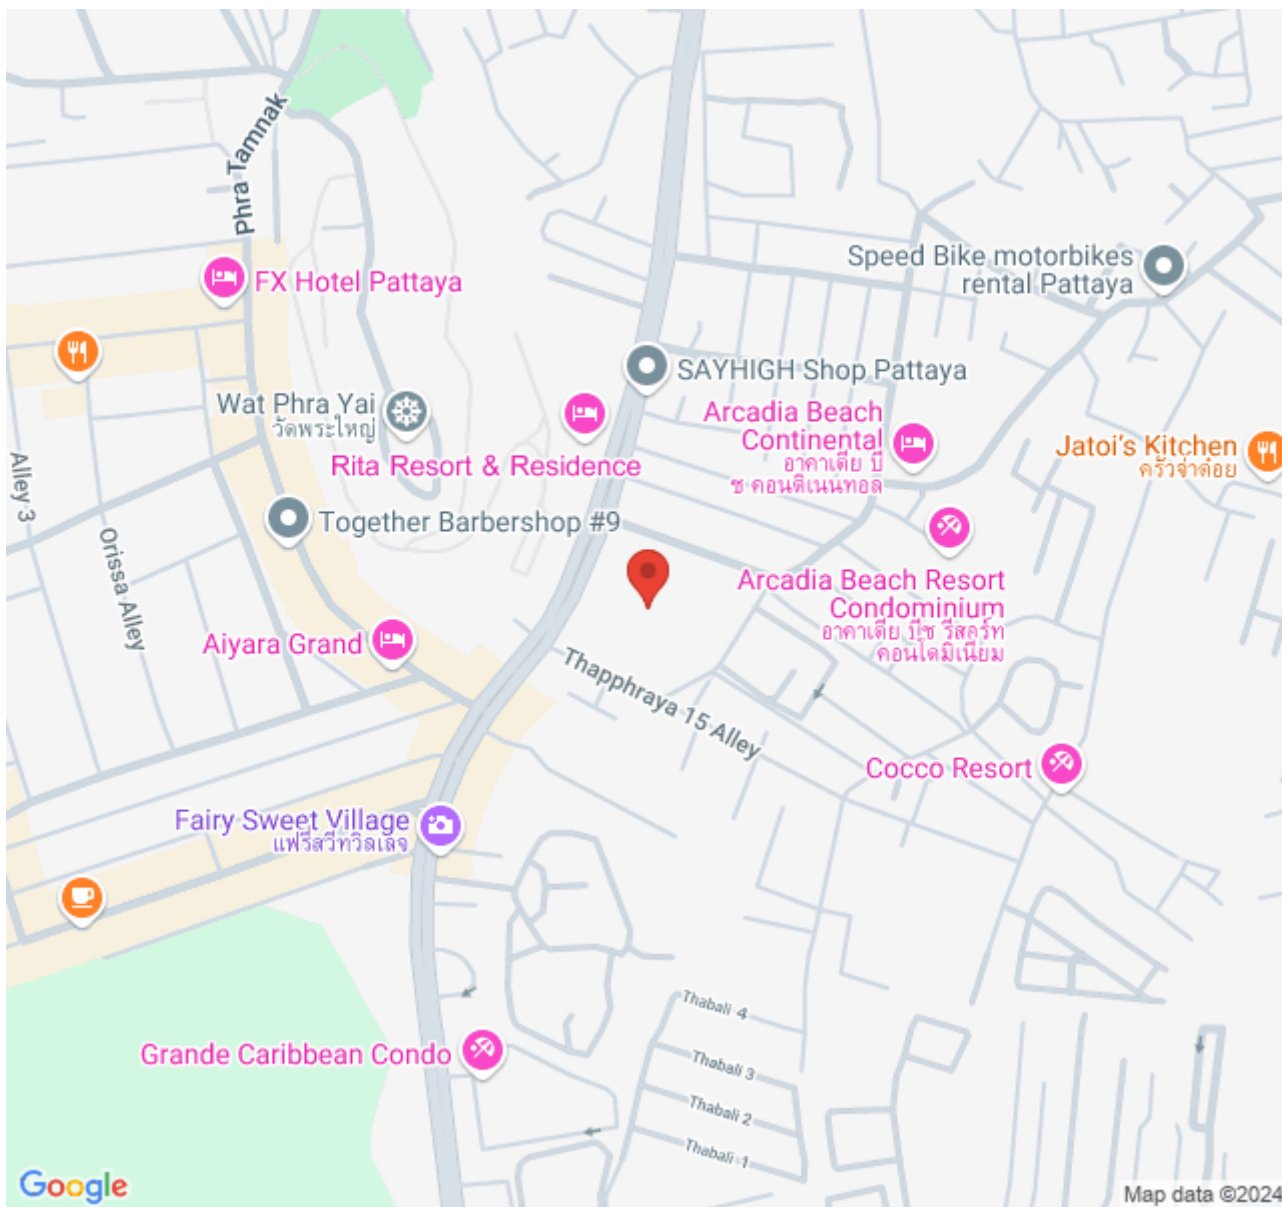 Phra Tamnak
FX Hotel Pattaya
Speed Bike motorbikes
rental Pattaya
SAYHIGH Shop Pattaya
Wat Phra Yai
วัดพระใหญ่
Rita Resort & Residence
Arcadia Beach
Continental
อาคาเดีย บี
ช คอนติเนนทอล
Jatoi's Kitchen
ครัวจ่าต๋อย
Alley 3
Orissa Alley
Together Barbershop #9
Arcadia Beach Resort
Condominium
อาคาเดีย บีช รีสอร์ท
คอนโดมิเนียม
Aiyara Grand
Thapphraya 15 Alley
Cocco Resort
Fairy Sweet Village
แฟรีสวีทวิลเลจ
Thabali 4
Grande Caribbean Condo
Thabali 3
Thabali 2
Thabali 1
Google
Map data ©2024